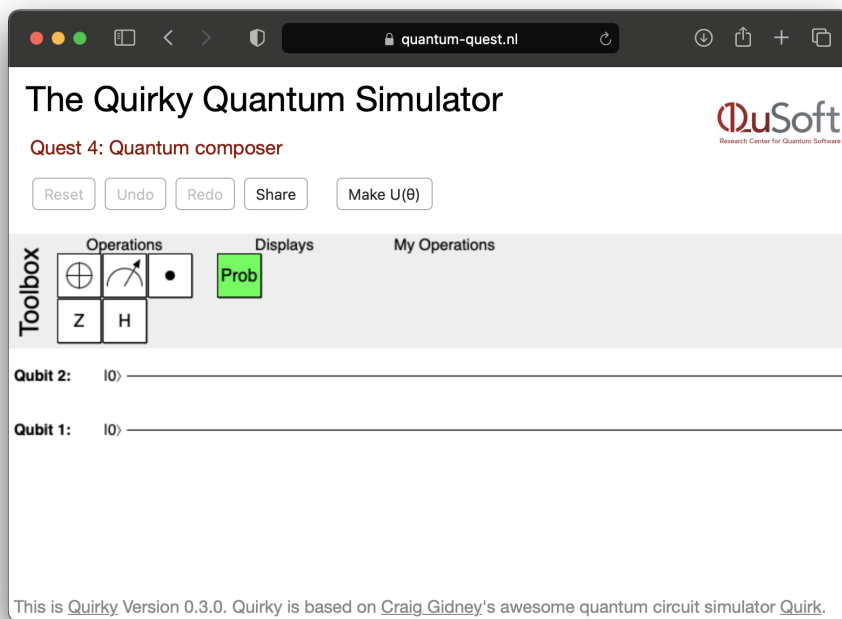 quantum-quest.nl
The Quirky Quantum Simulator
QuSoft
Research Center for Quantum Software
Quest 4: Quantum composer
Reset Undo Redo Share Make U(θ)
Toolbox
Operations Displays My Operations
Prob
Z H
Qubit 2: |0⟩
Qubit 1: |0⟩
This is Quirky Version 0.3.0. Quirky is based on Craig Gidney's awesome quantum circuit simulator Quirk.